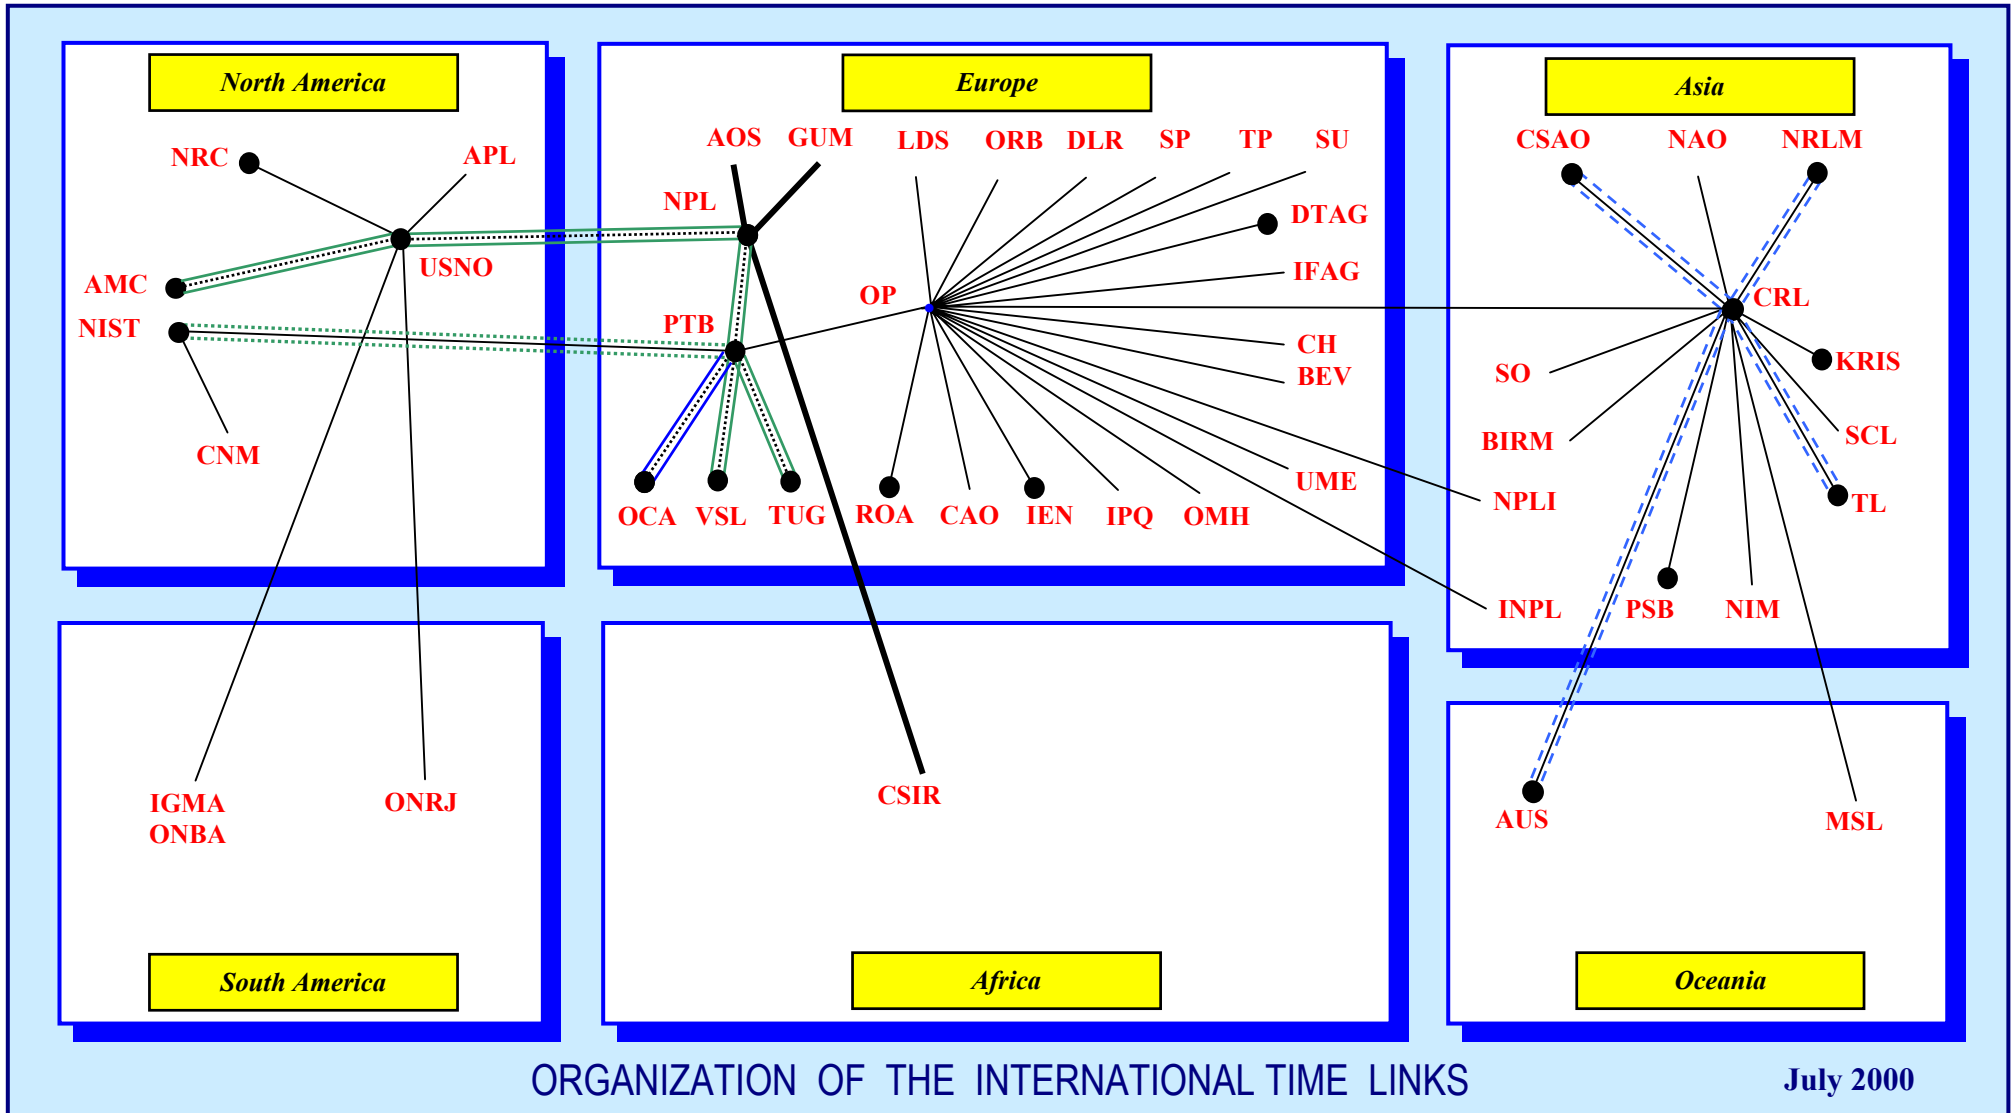 North America
NRC
APL
USNO
AMC
NIST
CNM
Europe
AOS
GUM
LDS
ORB
DLR
SP
TP
SU
NPL
DTAG
IFAG
OP
PTB
CH
BEV
UME
OCA
VSL
TUG
ROA
CAO
IEN
IPQ
OMH
Asia
CSAO
NAO
NRLM
CRL
SO
KRIS
BIRM
SCL
NPLI
TL
INPL
PSB
NIM
South America
IGMA
ONBA
ONRJ
Africa
CSIR
Oceania
AUS
MSL
ORGANIZATION OF THE INTERNATIONAL TIME LINKS
July 2000